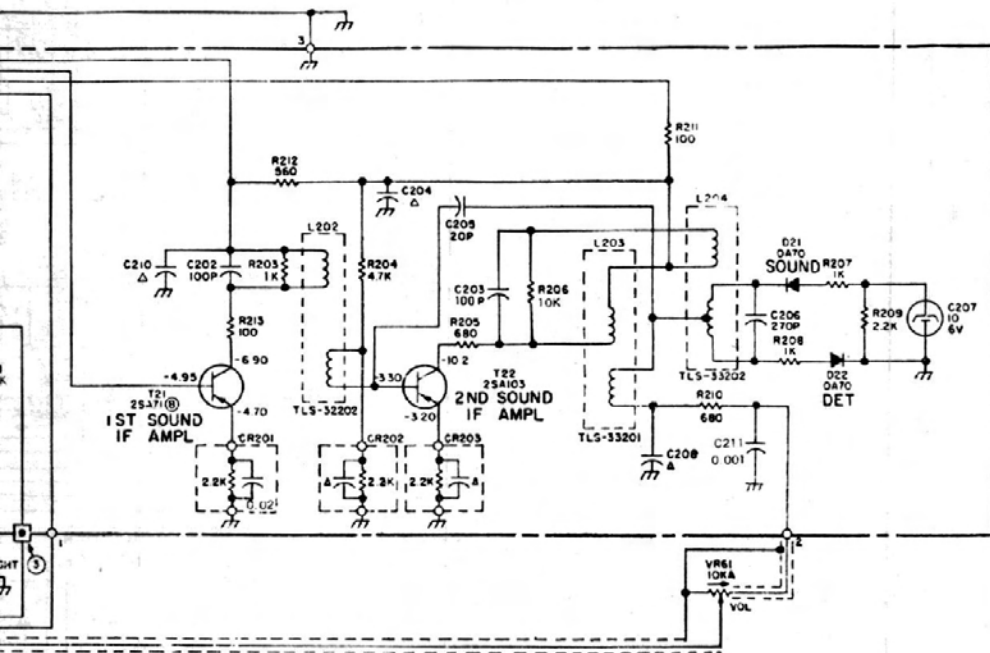 3
R211
100
R212
560
C204
Δ
L202
C205
20P
L203
L204
C210
Δ
C202
100P
R203
1K
R204
4.7K
C203
100P
R206
10K
D21
0A70
SOUND
R207
1K
C206
270P
R209
2.2K
C207
10
6V
R208
1K
R213
100
R205
680
-6.90
-10.2
-4.95
-3.30
T21
2SA71 Ⓑ
-4.70
1ST SOUND
IF AMPL
T22
2SA103
2ND SOUND
IF AMPL
-3.20
TLS-32202
TLS-33202
D22
0A70
DET
R210
680
TLS-33201
CR201
CR202
CR203
2.2K
Δ
2.2K
2.2K
Δ
C208
Δ
C211
0.001
1
2
3
VR61
10KA
VOL